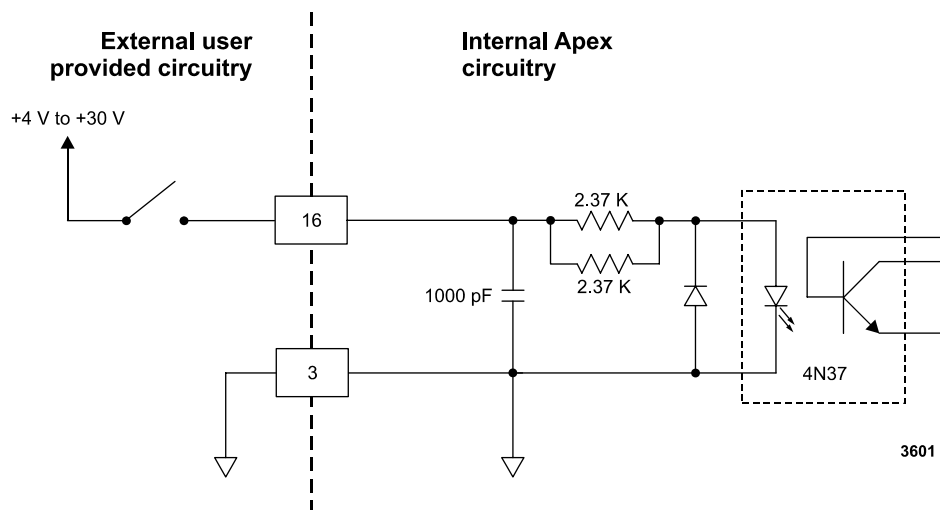 External user
provided circuitry
Internal Apex
circuitry
+4 V to +30 V
16
2.37 K
2.37 K
1000 pF
3
4N37
3601